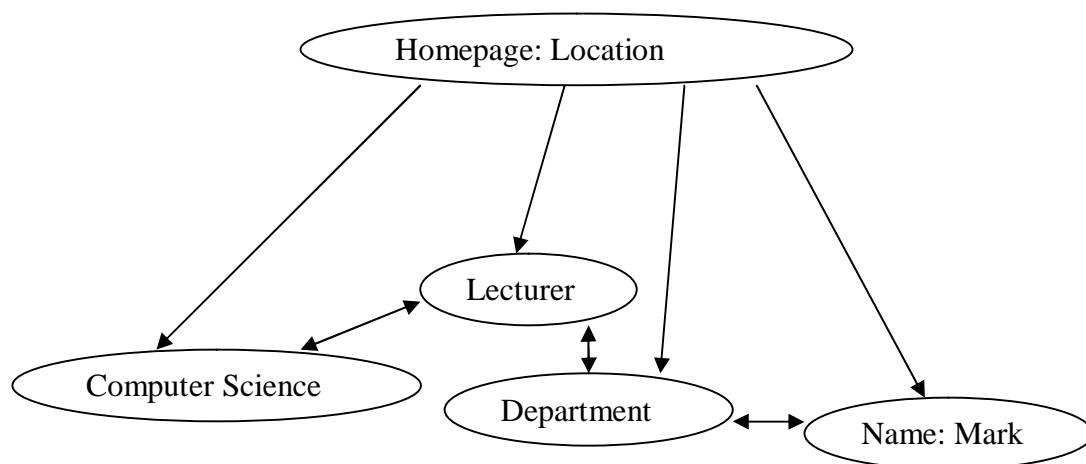 Homepage: Location
Lecturer
Computer Science
Department
Name: Mark